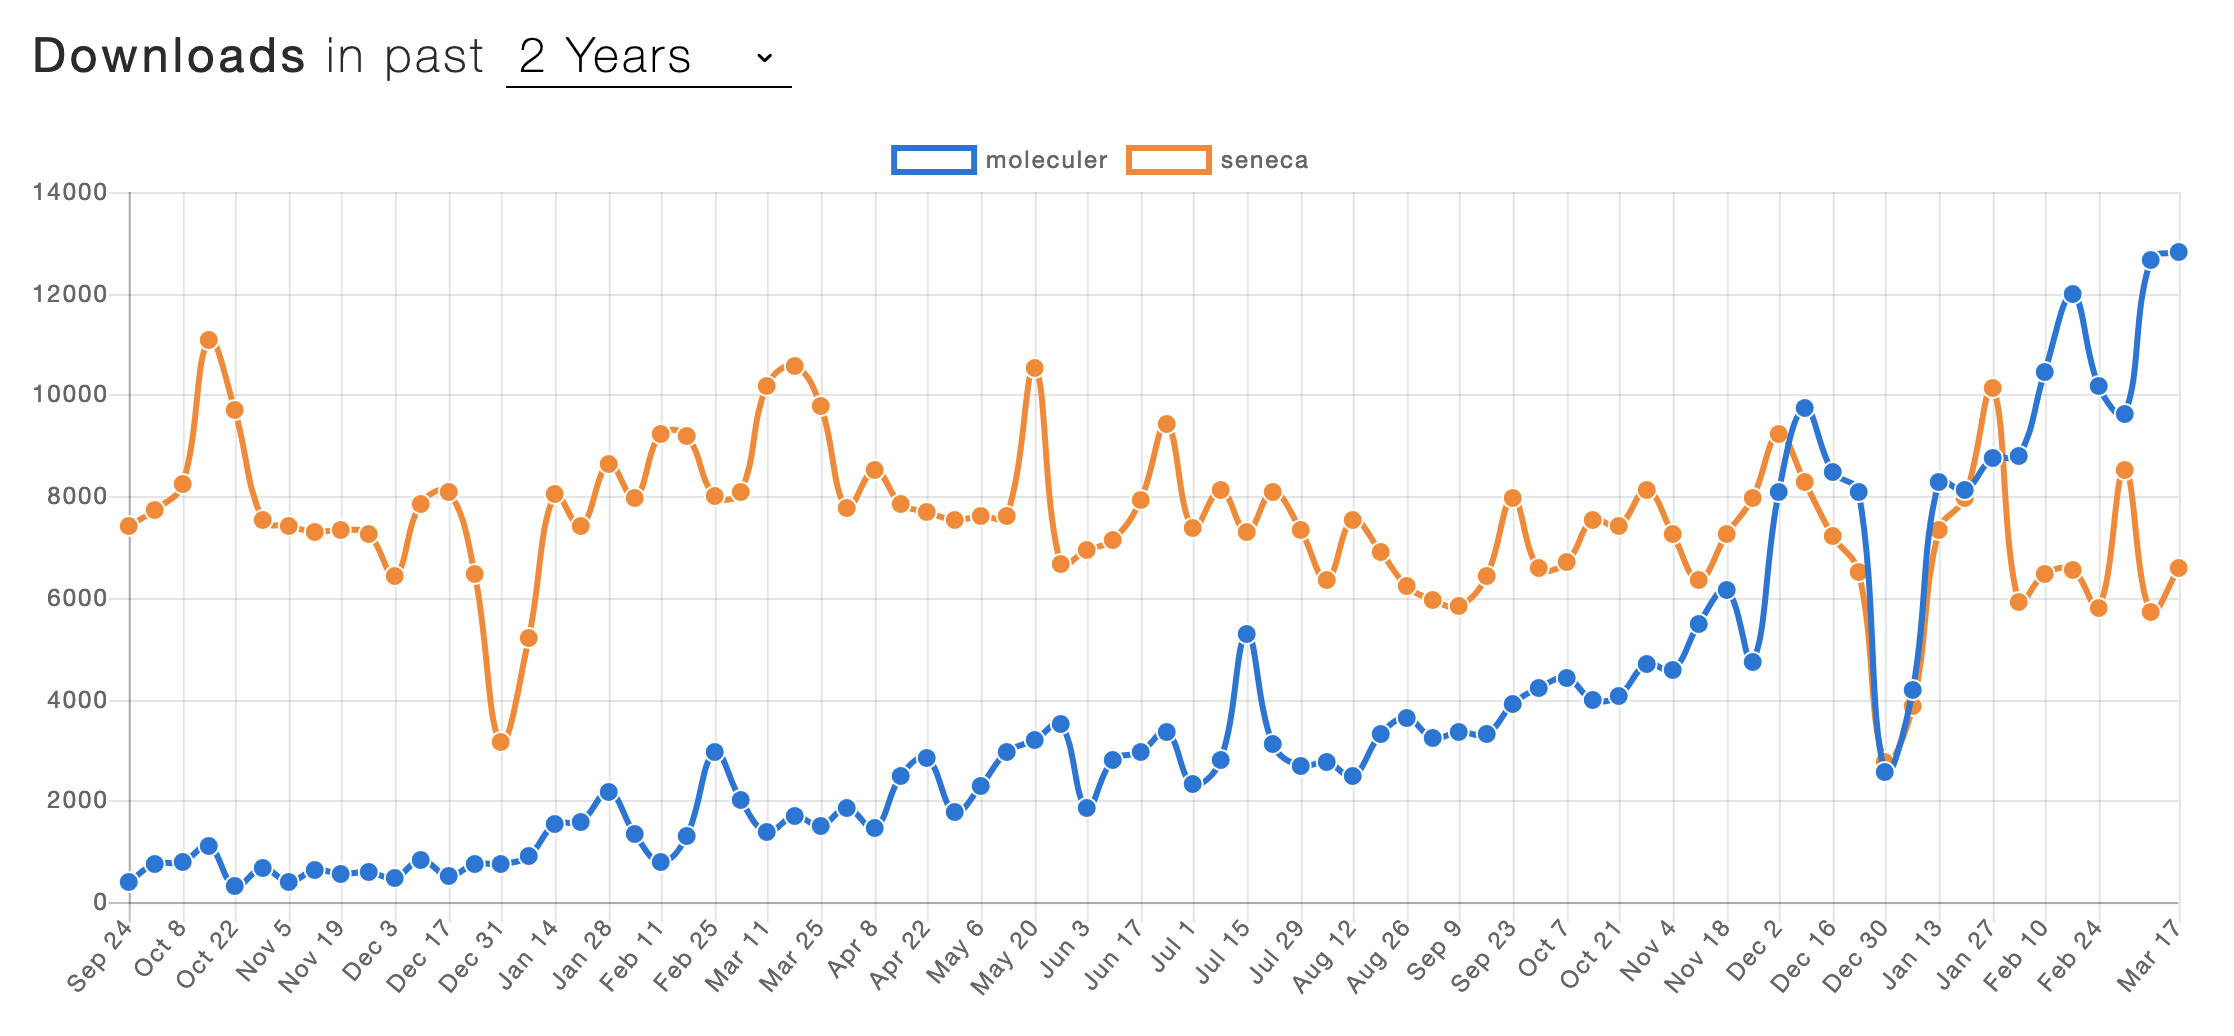 Downloads in past 2 Years
moleculer seneca
14000
12000
10000
8000
6000
4000
2000
0
Sep 24 Oct 8 Oct 22 Nov 5 Nov 19 Dec 3 Dec 17 Dec 31 Jan 14 Jan 28 Feb 11 Feb 25 Mar 11 Mar 25 Apr 8 Apr 22 May 6 May 20 Jun 3 Jun 17 Jul 1 Jul 15 Jul 29 Aug 12 Aug 26 Sep 9 Sep 23 Oct 7 Oct 21 Nov 4 Nov 18 Dec 2 Dec 16 Dec 30 Jan 13 Jan 27 Feb 10 Feb 24 Mar 17